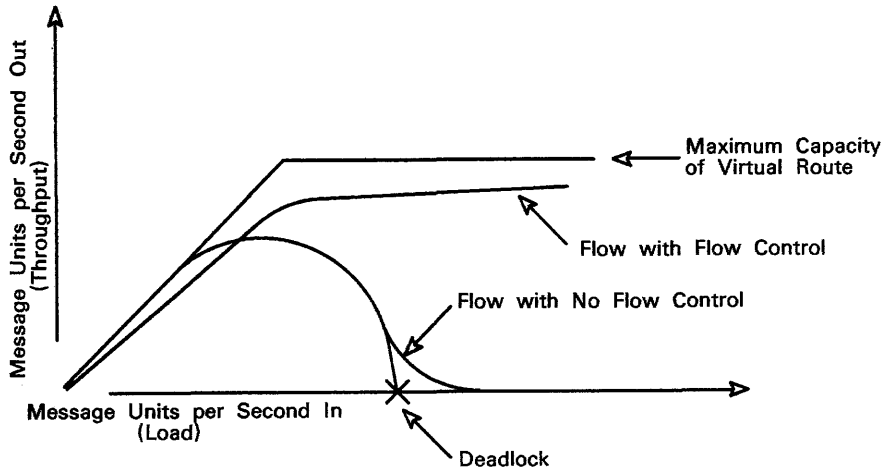 Message Units per Second Out
(Throughput)
Maximum Capacity
of Virtual Route
Flow with Flow Control
Flow with No Flow Control
Message Units per Second In
(Load)
Deadlock